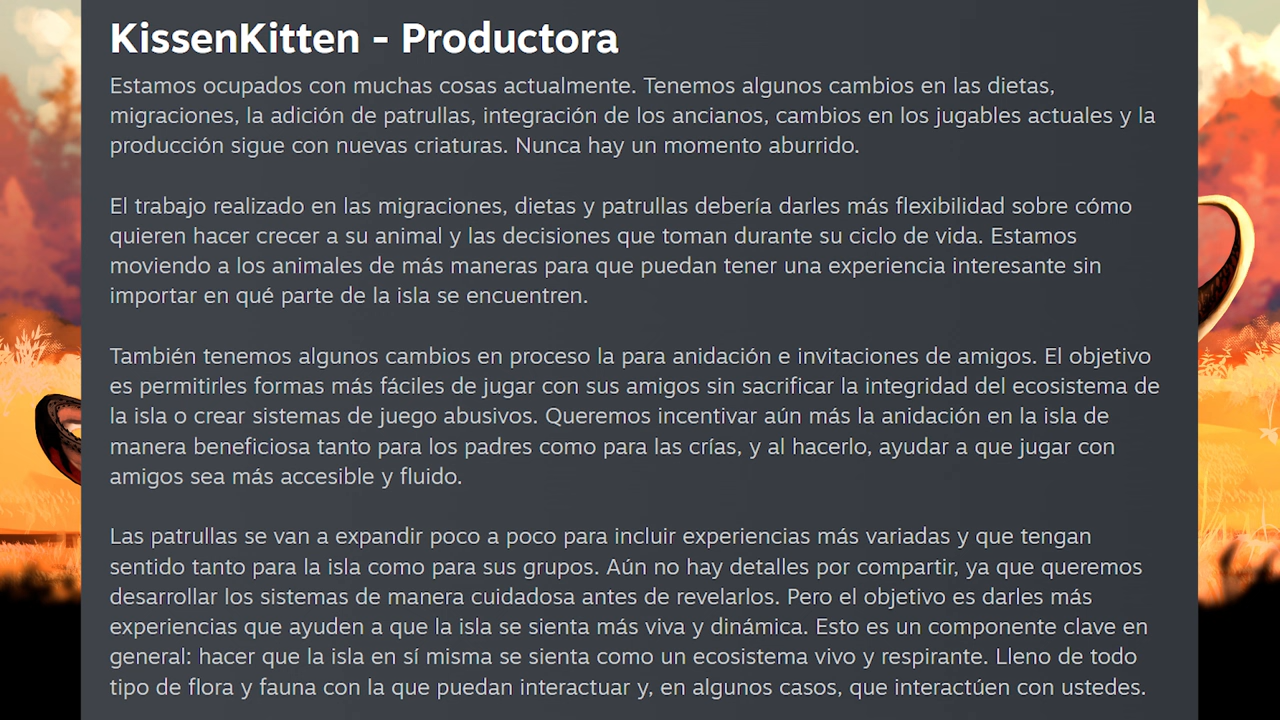 KissenKitten - Productora
Estamos ocupados con muchas cosas actualmente. Tenemos algunos cambios en las dietas,
migraciones, la adición de patrullas, integración de los ancianos, cambios en los jugables actuales y la
producción sigue con nuevas criaturas. Nunca hay un momento aburrido.
El trabajo realizado en las migraciones, dietas y patrullas debería darles más flexibilidad sobre cómo
quieren hacer crecer a su animal y las decisiones que toman durante su ciclo de vida. Estamos
moviendo a los animales de más maneras para que puedan tener una experiencia interesante sin
importar en qué parte de la isla se encuentren.
También tenemos algunos cambios en proceso la para anidación e invitaciones de amigos. El objetivo
es permitirles formas más fáciles de jugar con sus amigos sin sacrificar la integridad del ecosistema de
la isla o crear sistemas de juego abusivos. Queremos incentivar aún más la anidación en la isla de
manera beneficiosa tanto para los padres como para las crías, y al hacerlo, ayudar a que jugar con
amigos sea más accesible y fluido.
Las patrullas se van a expandir poco a poco para incluir experiencias más variadas y que tengan
sentido tanto para la isla como para sus grupos. Aún no hay detalles por compartir, ya que queremos
desarrollar los sistemas de manera cuidadosa antes de revelarlos. Pero el objetivo es darles más
experiencias que ayuden a que la isla se sienta más viva y dinámica. Esto es un componente clave en
general: hacer que la isla en sí misma se sienta como un ecosistema vivo y respirante. Lleno de todo
tipo de flora y fauna con la que puedan interactuar y, en algunos casos, que interactúen con ustedes.